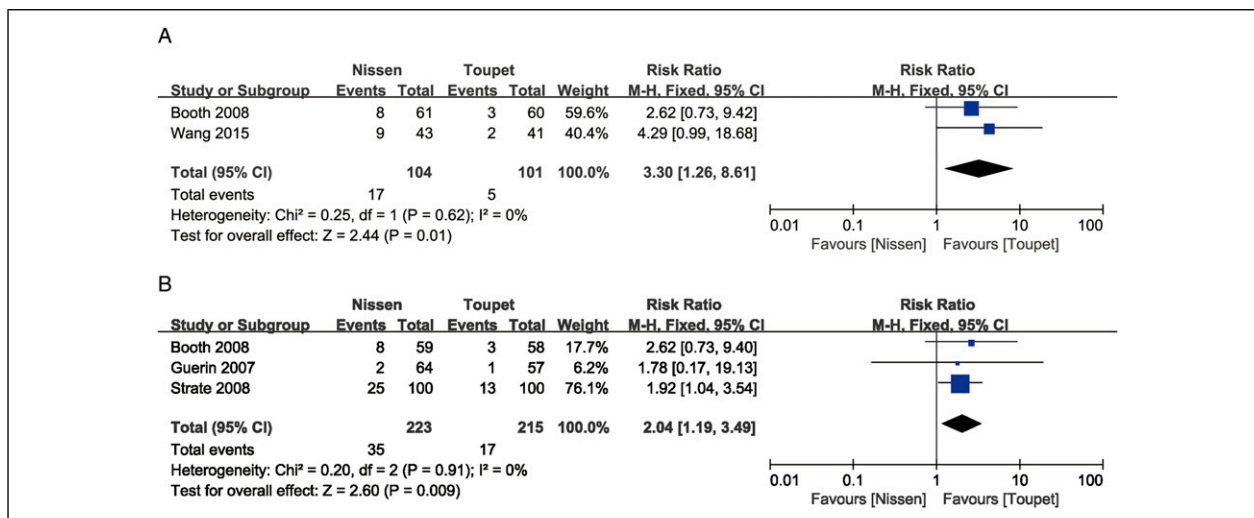 A
Nissen Toupet Risk Ratio Risk Ratio
Study or Subgroup Events Total Events Total Weight M-H, Fixed, 95% CI M-H, Fixed, 95% CI
Booth 2008 8 61 3 60 59.6% 2.62 [0.73, 9.42]
Wang 2015 9 43 2 41 40.4% 4.29 [0.99, 18.68]
Total (95% CI) 104 101 100.0% 3.30 [1.26, 8.61]
Total events 17 5
Heterogeneity: Chi² = 0.25, df = 1 (P = 0.62); I² = 0%
Test for overall effect: Z = 2.44 (P = 0.01)
0.01 0.1 1 10 100
Favours [Nissen] Favours [Toupet]
B
Nissen Toupet Risk Ratio Risk Ratio
Study or Subgroup Events Total Events Total Weight M-H, Fixed, 95% CI M-H, Fixed, 95% CI
Booth 2008 8 59 3 58 17.7% 2.62 [0.73, 9.40]
Guerin 2007 2 64 1 57 6.2% 1.78 [0.17, 19.13]
Strate 2008 25 100 13 100 76.1% 1.92 [1.04, 3.54]
Total (95% CI) 223 215 100.0% 2.04 [1.19, 3.49]
Total events 35 17
Heterogeneity: Chi² = 0.20, df = 2 (P = 0.91); I² = 0%
Test for overall effect: Z = 2.60 (P = 0.009)
0.01 0.1 1 10 100
Favours [Nissen] Favours [Toupet]